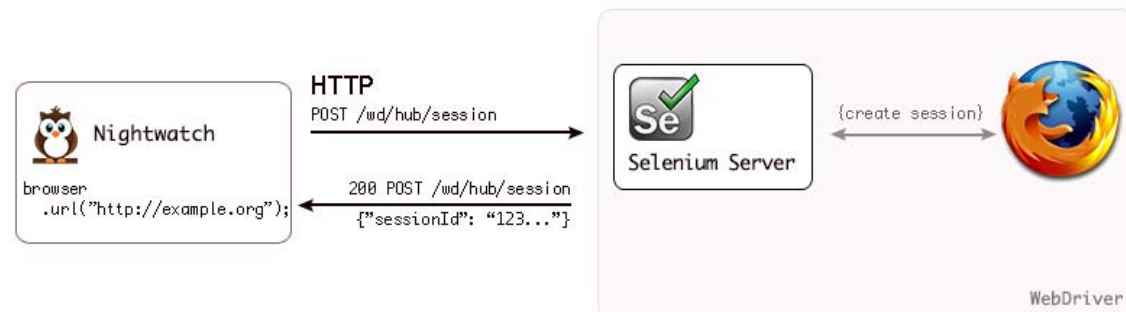 HTTP
POST /wd/hub/session
Nightwatch
browser
.url("http://example.org");
200 POST /wd/hub/session
{"sessionId": “123..."}
Se
Selenium Server
{create session}
WebDriver